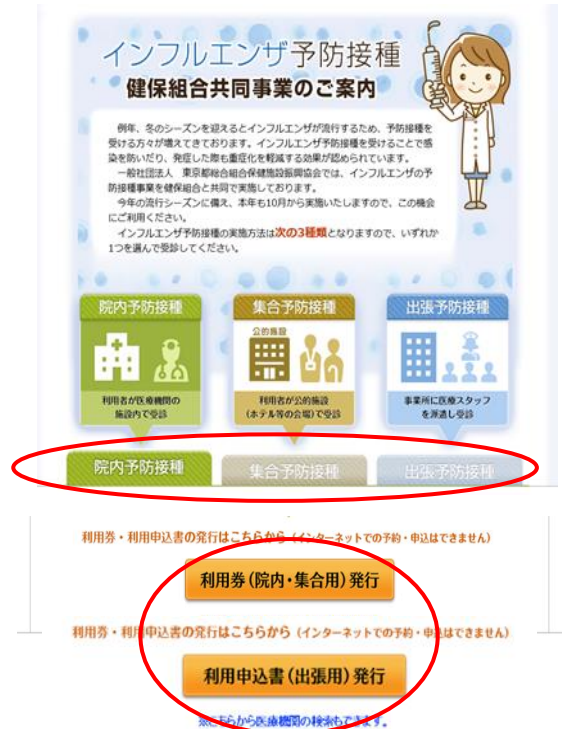 インフルエンザ予防接種
健保組合共同事業のご案内
例年、冬のシーズンを迎えるとインフルエンザが流行するため、予防接種を
受ける方々が増えてきております。インフルエンザ予防接種を受けることで感
染を防いだり、発症した際も重症化を軽減する効果が認められています。
一般社団法人 東京都総合組合保健施設振興協会では、インフルエンザの予
防接種事業を健保組合と共同で実施しております。
今年の流行シーズンに備え、本年も10月から実施いたしますので、この機会
にご利用ください。
インフルエンザ予防接種の実施方法は次の3種類となりますので、いずれか
1つを選んで受診してください。
院内予防接種
集合予防接種
出張予防接種
公的施設
利用者が医療機関の
施設内で受診
利用者が公的施設
(ホテル等の会場)で受診
事業所に医療スタッフ
を派遣し受診
院内予防接種
集合予防接種
出張予防接種
利用券・利用申込書の発行はこちらから(インターネットでの予約・申込はできません)
利用券(院内・集合用)発行
利用券・利用申込書の発行はこちらから(インターネットでの予約・申込はできません)
利用申込書(出張用)発行
※こちらから医療機関の検索もできます。